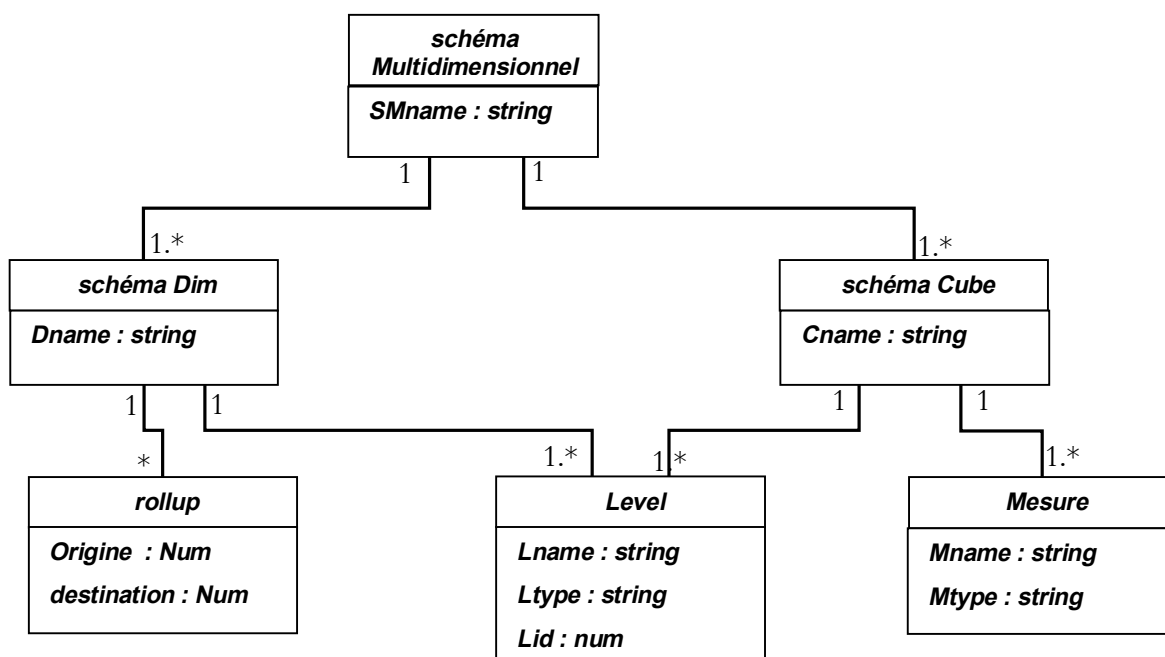 schéma
Multidimensionnel
SMname : string
1
1
1.*
1.*
schéma Dim
Dname : string
schéma Cube
Cname : string
1
1
1
1
*
1.*
1.*
1.*
rollup
Origine : Num
destination : Num
Level
Lname : string
Ltype : string
Lid : num
Mesure
Mname : string
Mtype : string